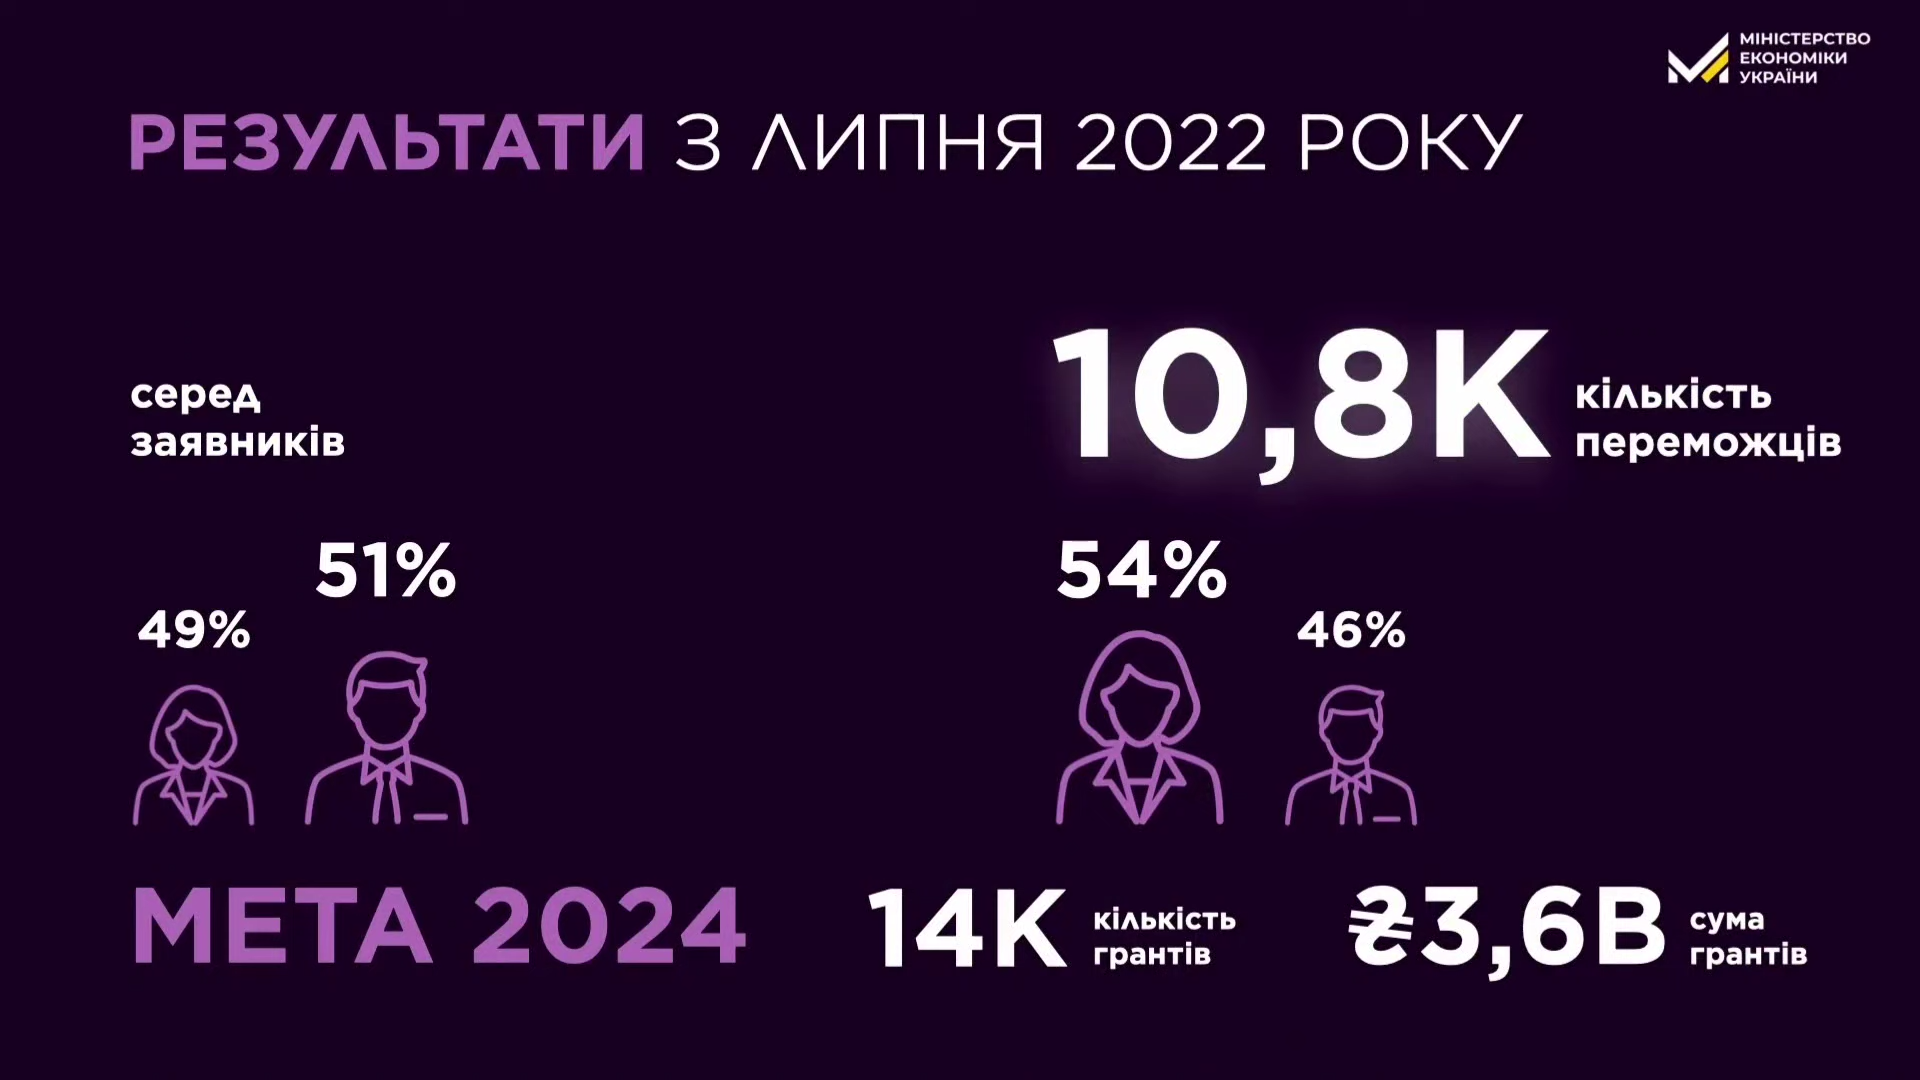 МІНІСТЕРСТВО
ЕКОНОМІКИ
УКРАЇНИ
РЕЗУЛЬТАТИ З ЛИПНЯ 2022 РОКУ
серед
заявників
10,8K
кількість
переможців
49%
51%
54%
46%
МЕТА 2024
14K
кількість
грантів
₴3,6B
сума
грантів